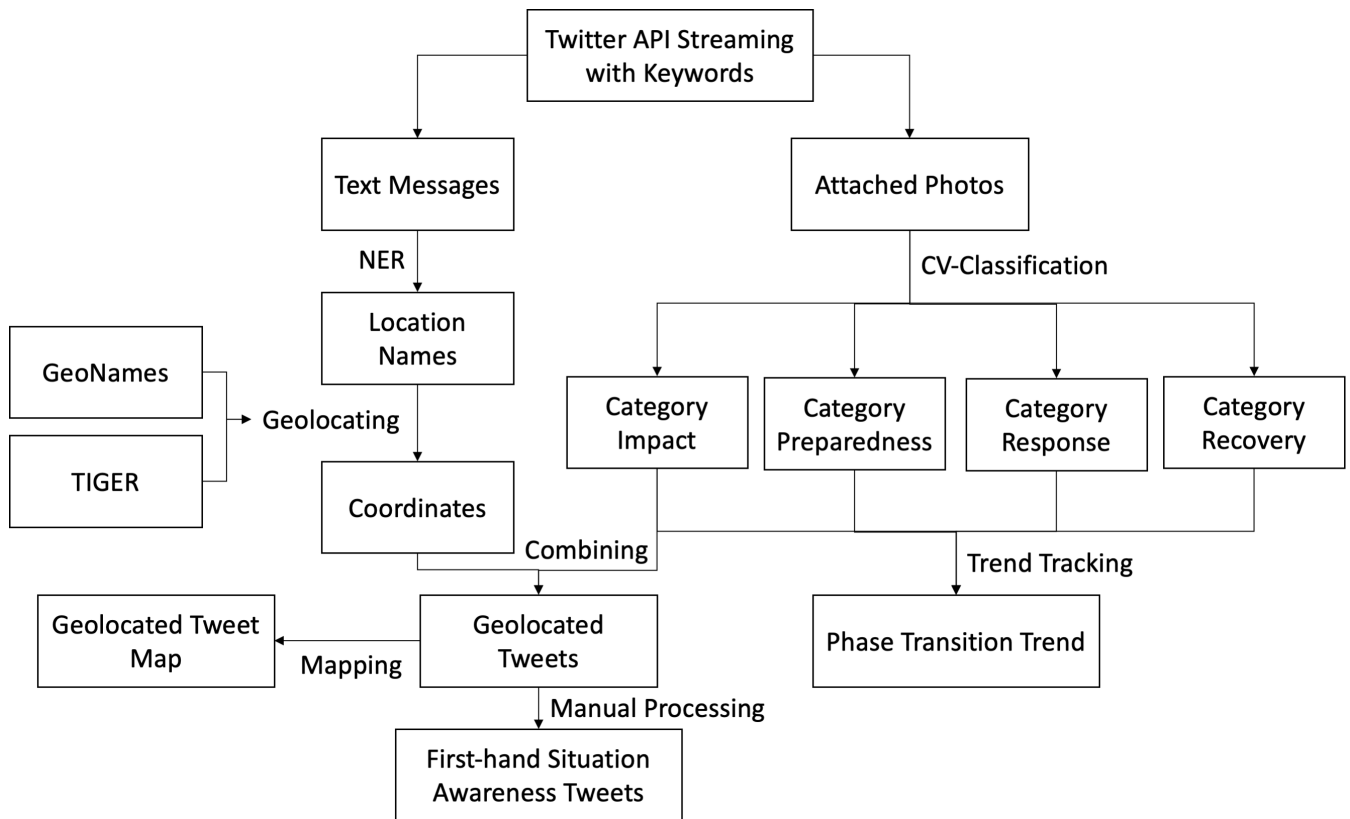 Twitter API Streaming
with Keywords
Text Messages
Attached Photos
NER
CV-Classification
Location
Names
GeoNames
Geolocating
TIGER
Category
Impact
Category
Preparedness
Category
Response
Category
Recovery
Coordinates
Combining
Trend Tracking
Geolocated Tweet
Map
Mapping
Geolocated
Tweets
Phase Transition Trend
Manual Processing
First-hand Situation
Awareness Tweets